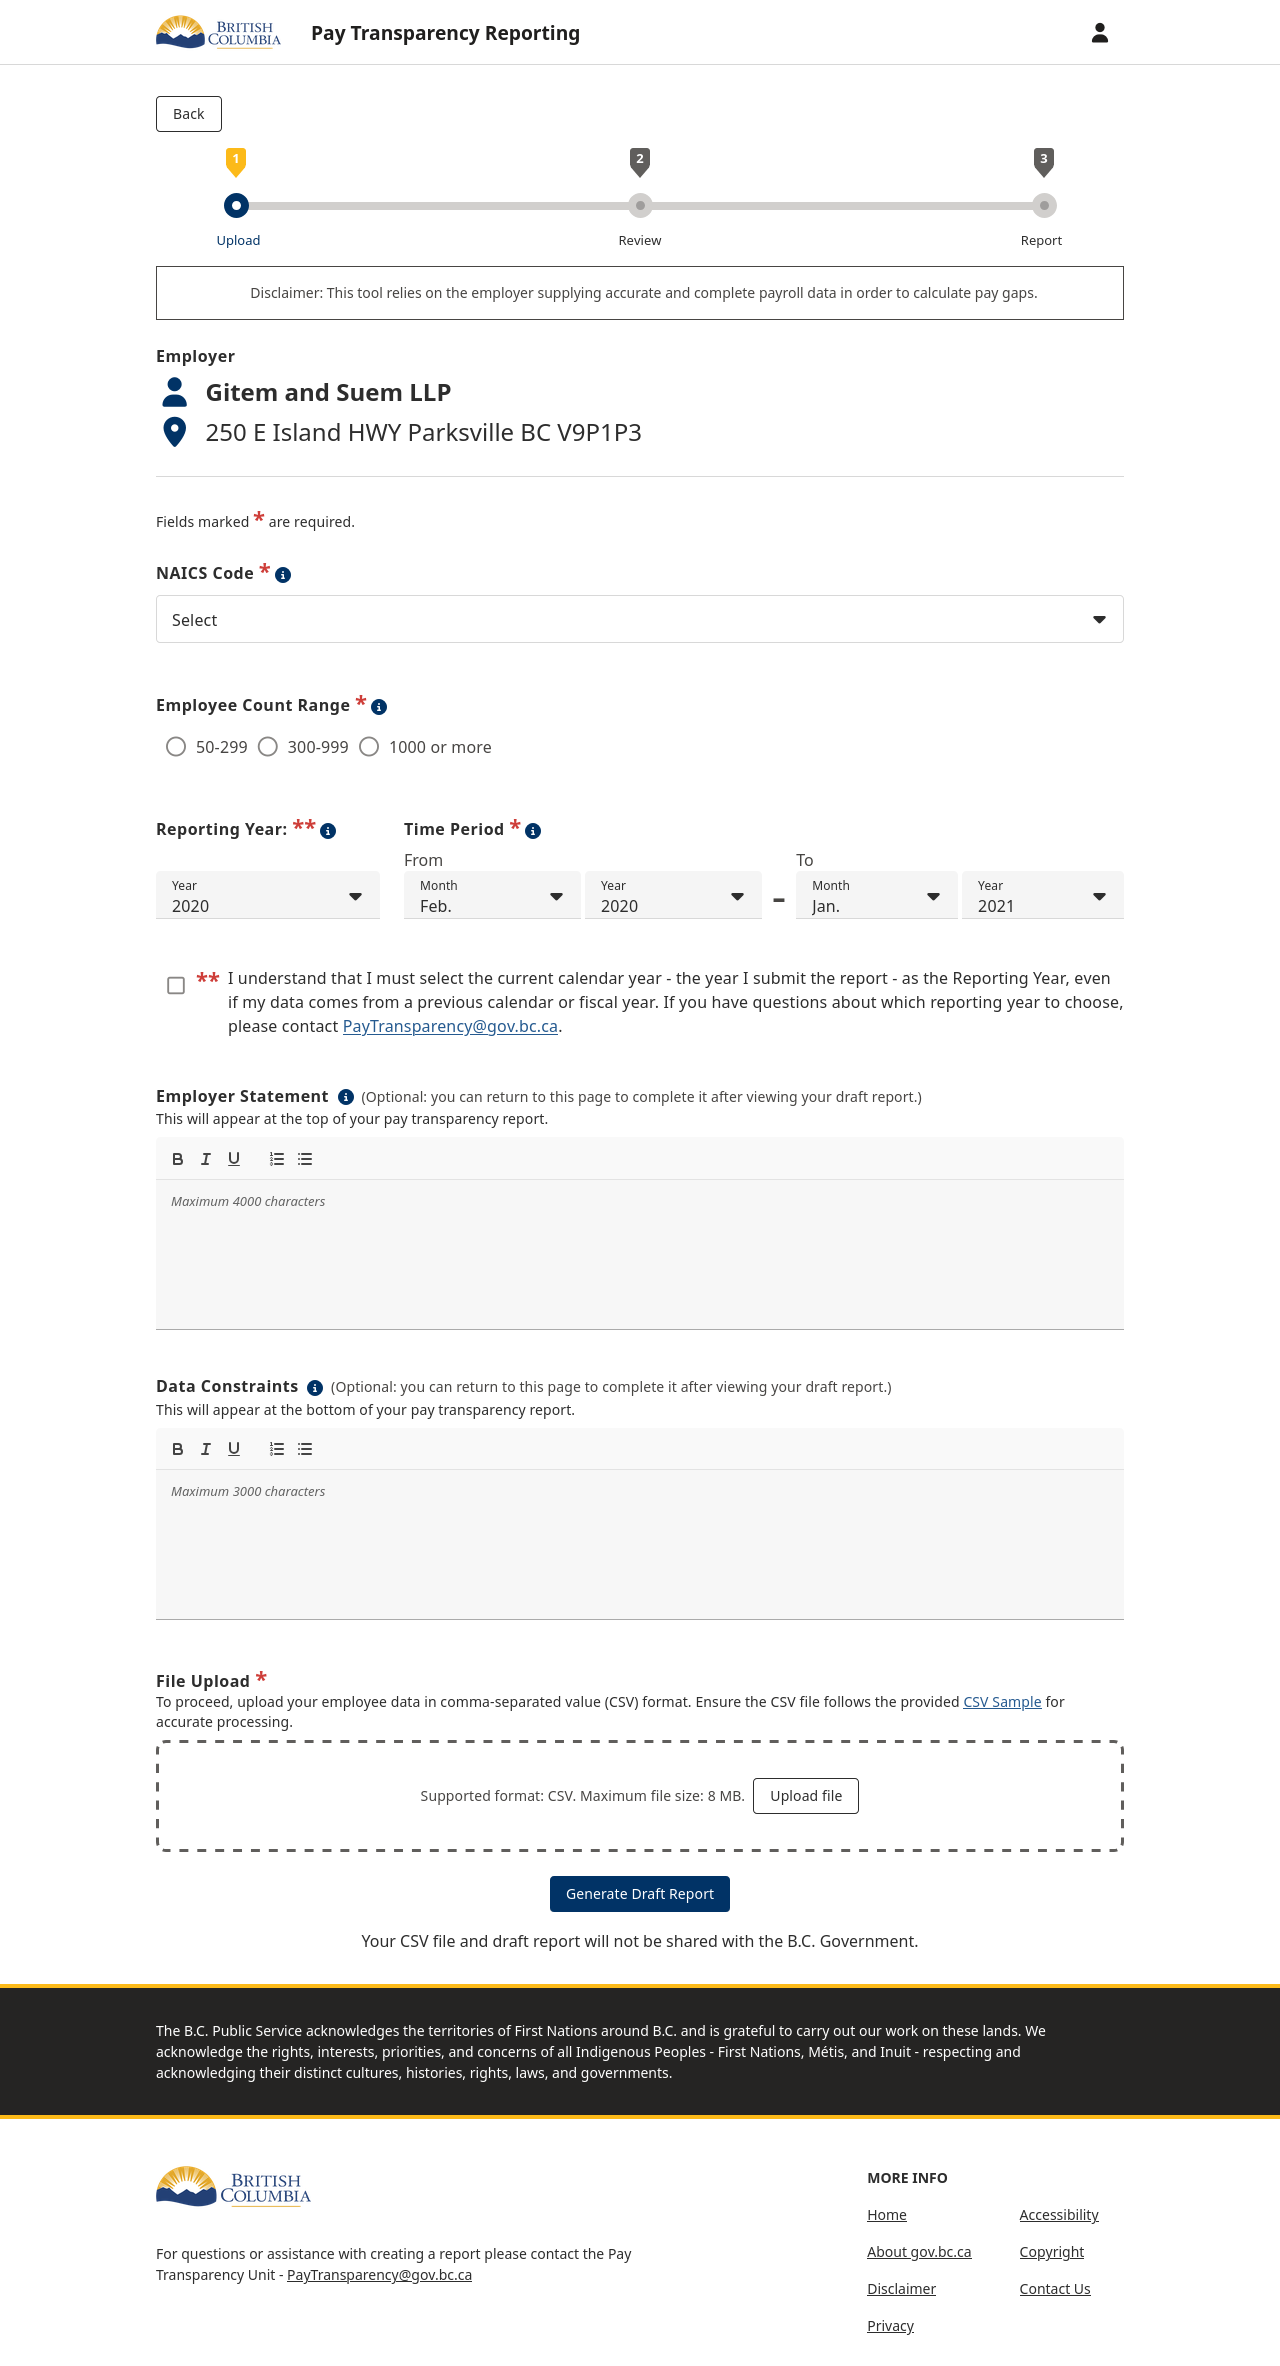 BRITISH
COLUMBIA
Pay Transparency Reporting
Back
1
2
3
Upload
Review
Report
Disclaimer: This tool relies on the employer supplying accurate and complete payroll data in order to calculate pay gaps.
Employer
Gitem and Suem LLP
250 E Island HWY Parksville BC V9P1P3
Fields marked * are required.
NAICS Code *
Select
Employee Count Range *
50-299 300-999 1000 or more
Reporting Year: ** Time Period *
From To
Year Month Year Month Year
2020 Feb. 2020 – Jan. 2021
** I understand that I must select the current calendar year - the year I submit the report - as the Reporting Year, even
if my data comes from a previous calendar or fiscal year. If you have questions about which reporting year to choose,
please contact PayTransparency@gov.bc.ca.
Employer Statement (Optional: you can return to this page to complete it after viewing your draft report.)
This will appear at the top of your pay transparency report.
B I U
Maximum 4000 characters
Data Constraints (Optional: you can return to this page to complete it after viewing your draft report.)
This will appear at the bottom of your pay transparency report.
B I U
Maximum 3000 characters
File Upload *
To proceed, upload your employee data in comma-separated value (CSV) format. Ensure the CSV file follows the provided CSV Sample for
accurate processing.
Supported format: CSV. Maximum file size: 8 MB. Upload file
Generate Draft Report
Your CSV file and draft report will not be shared with the B.C. Government.
The B.C. Public Service acknowledges the territories of First Nations around B.C. and is grateful to carry out our work on these lands. We
acknowledge the rights, interests, priorities, and concerns of all Indigenous Peoples - First Nations, Métis, and Inuit - respecting and
acknowledging their distinct cultures, histories, rights, laws, and governments.
BRITISH
COLUMBIA
For questions or assistance with creating a report please contact the Pay
Transparency Unit - PayTransparency@gov.bc.ca
MORE INFO
Home Accessibility
About gov.bc.ca Copyright
Disclaimer Contact Us
Privacy